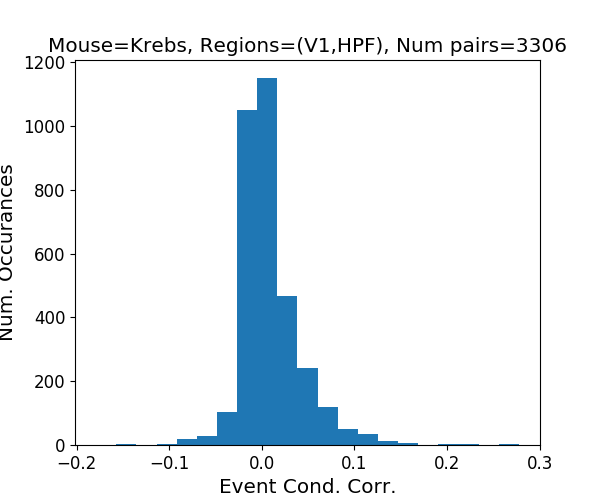 Mouse=Krebs, Regions=(V1,HPF), Num pairs=3306
1200
1000
800
600
400
200
0
Num. Occurances
−0.2 −0.1 0.0 0.1 0.2 0.3
Event Cond. Corr.